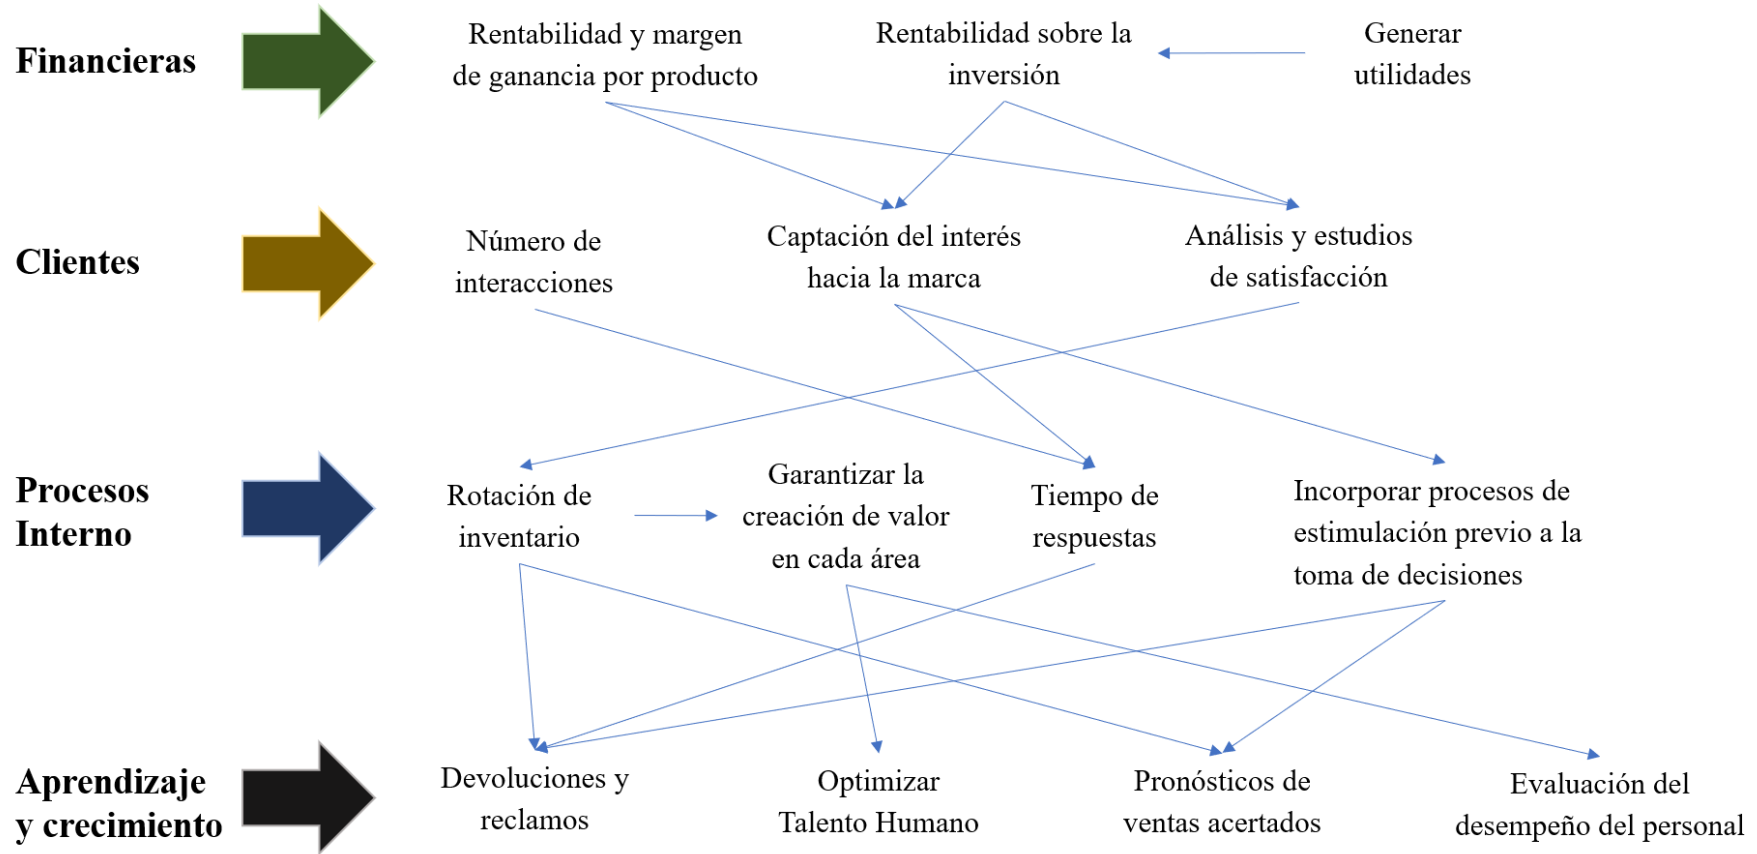 Financieras
Rentabilidad y margen
de ganancia por producto
Rentabilidad sobre la
inversión
Generar
utilidades
Clientes
Número de
interacciones
Captación del interés
hacia la marca
Análisis y estudios
de satisfacción
Procesos
Interno
Rotación de
inventario
Garantizar la
creación de valor
en cada área
Tiempo de
respuestas
Incorporar procesos de
estimulación previo a la
toma de decisiones
Aprendizaje
y crecimiento
Devoluciones y
reclamos
Optimizar
Talento Humano
Pronósticos de
ventas acertados
Evaluación del
desempeño del personal